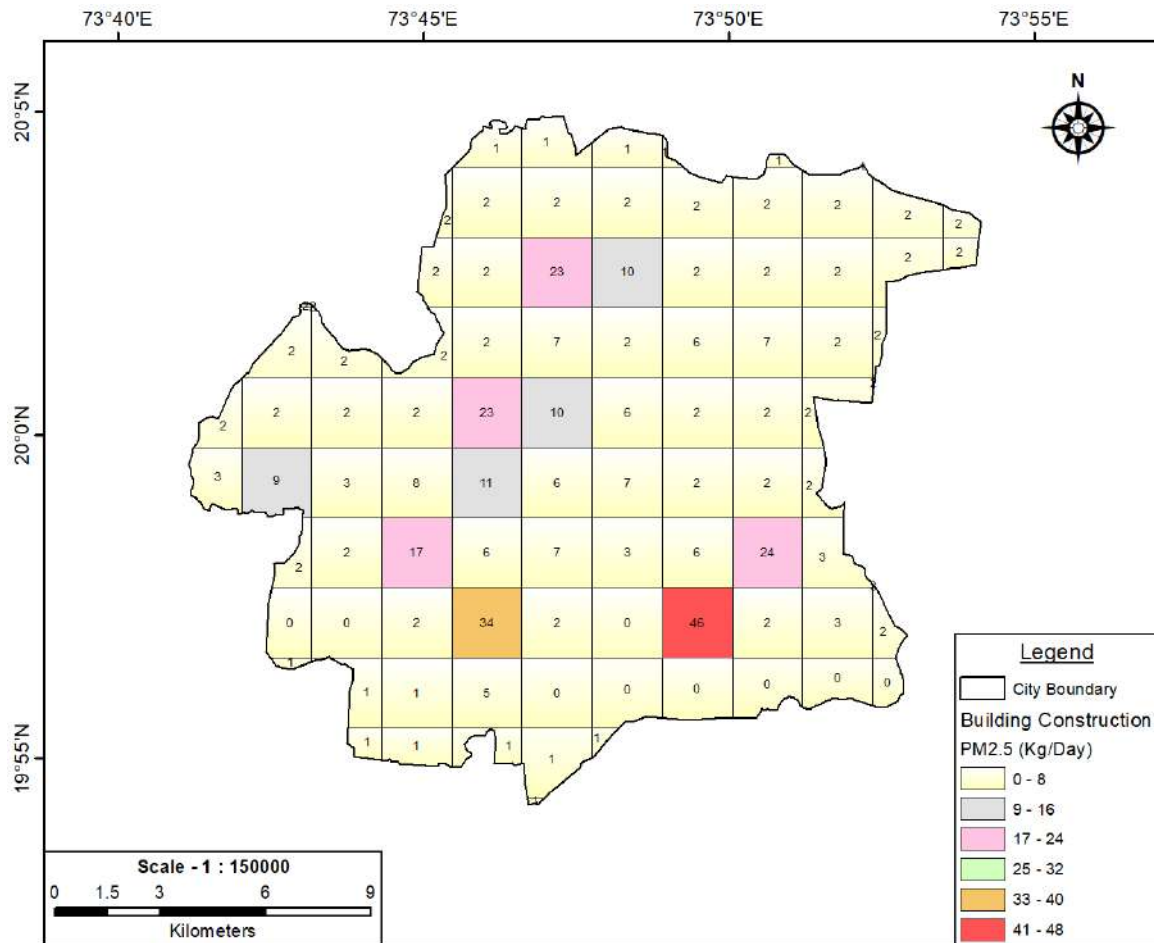 73°40'E 73°45'E 73°50'E 73°55'E
20°5'N
20°0'N
19°55'N
N
1 1 1 1
2 2 2 2 2 2 2 2 2
2 2 23 10 2 2 2 2 2
2 2 2 2 7 2 6 7 2 2
2 2 2 2 23 10 6 2 2 2
3 9 3 8 11 6 7 2 2 2
2 2 17 6 7 3 6 24 3
0 0 2 34 2 0 46 2 3 2
1
1 1 5 0 0 0 0 0 0
1 1 1 1 1
Legend
City Boundary
Building Construction
PM2.5 (Kg/Day)
0 - 8
9 - 16
17 - 24
25 - 32
33 - 40
41 - 48
Scale - 1 : 150000
0 1.5 3 6 9
Kilometers